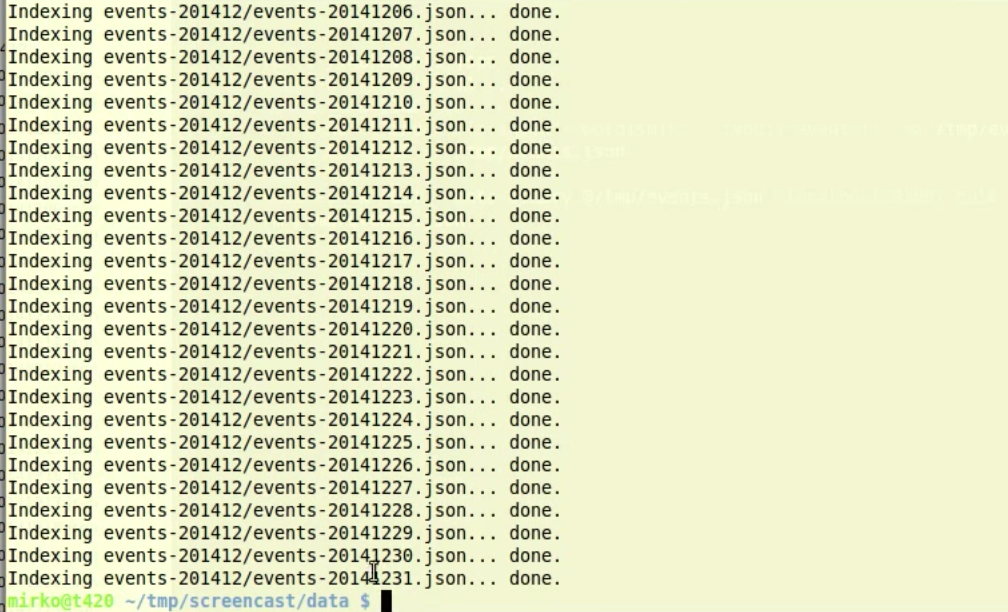 Indexing events-201412/events-20141206.json... done.
Indexing events-201412/events-20141207.json... done.
Indexing events-201412/events-20141208.json... done.
Indexing events-201412/events-20141209.json... done.
Indexing events-201412/events-20141210.json... done.
Indexing events-201412/events-20141211.json... done.
Indexing events-201412/events-20141212.json... done.
Indexing events-201412/events-20141213.json... done.
Indexing events-201412/events-20141214.json... done.
Indexing events-201412/events-20141215.json... done.
Indexing events-201412/events-20141216.json... done.
Indexing events-201412/events-20141217.json... done.
Indexing events-201412/events-20141218.json... done.
Indexing events-201412/events-20141219.json... done.
Indexing events-201412/events-20141220.json... done.
Indexing events-201412/events-20141221.json... done.
Indexing events-201412/events-20141222.json... done.
Indexing events-201412/events-20141223.json... done.
Indexing events-201412/events-20141224.json... done.
Indexing events-201412/events-20141225.json... done.
Indexing events-201412/events-20141226.json... done.
Indexing events-201412/events-20141227.json... done.
Indexing events-201412/events-20141228.json... done.
Indexing events-201412/events-20141229.json... done.
Indexing events-201412/events-20141230.json... done.
Indexing events-201412/events-20141231.json... done.
mirko@t420 ~/tmp/screencast/data $